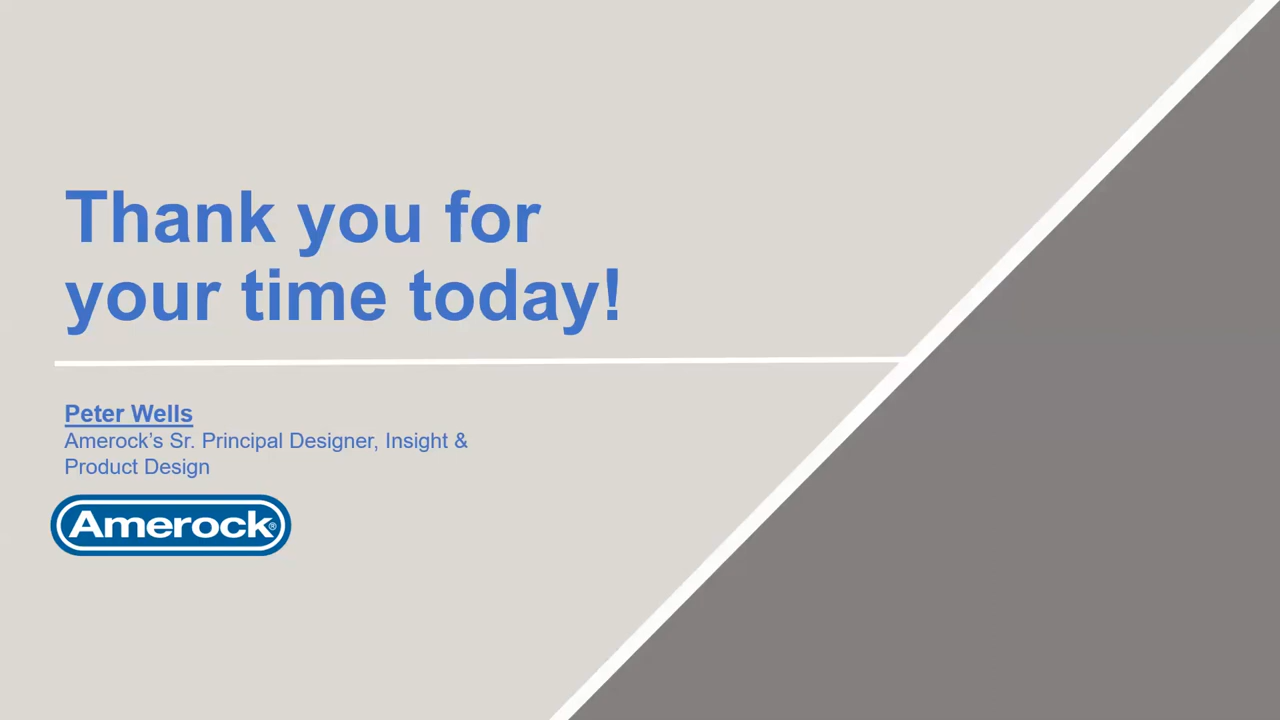 Thank you for
your time today!
Peter Wells
Amerock’s Sr. Principal Designer, Insight &
Product Design
Amerock®